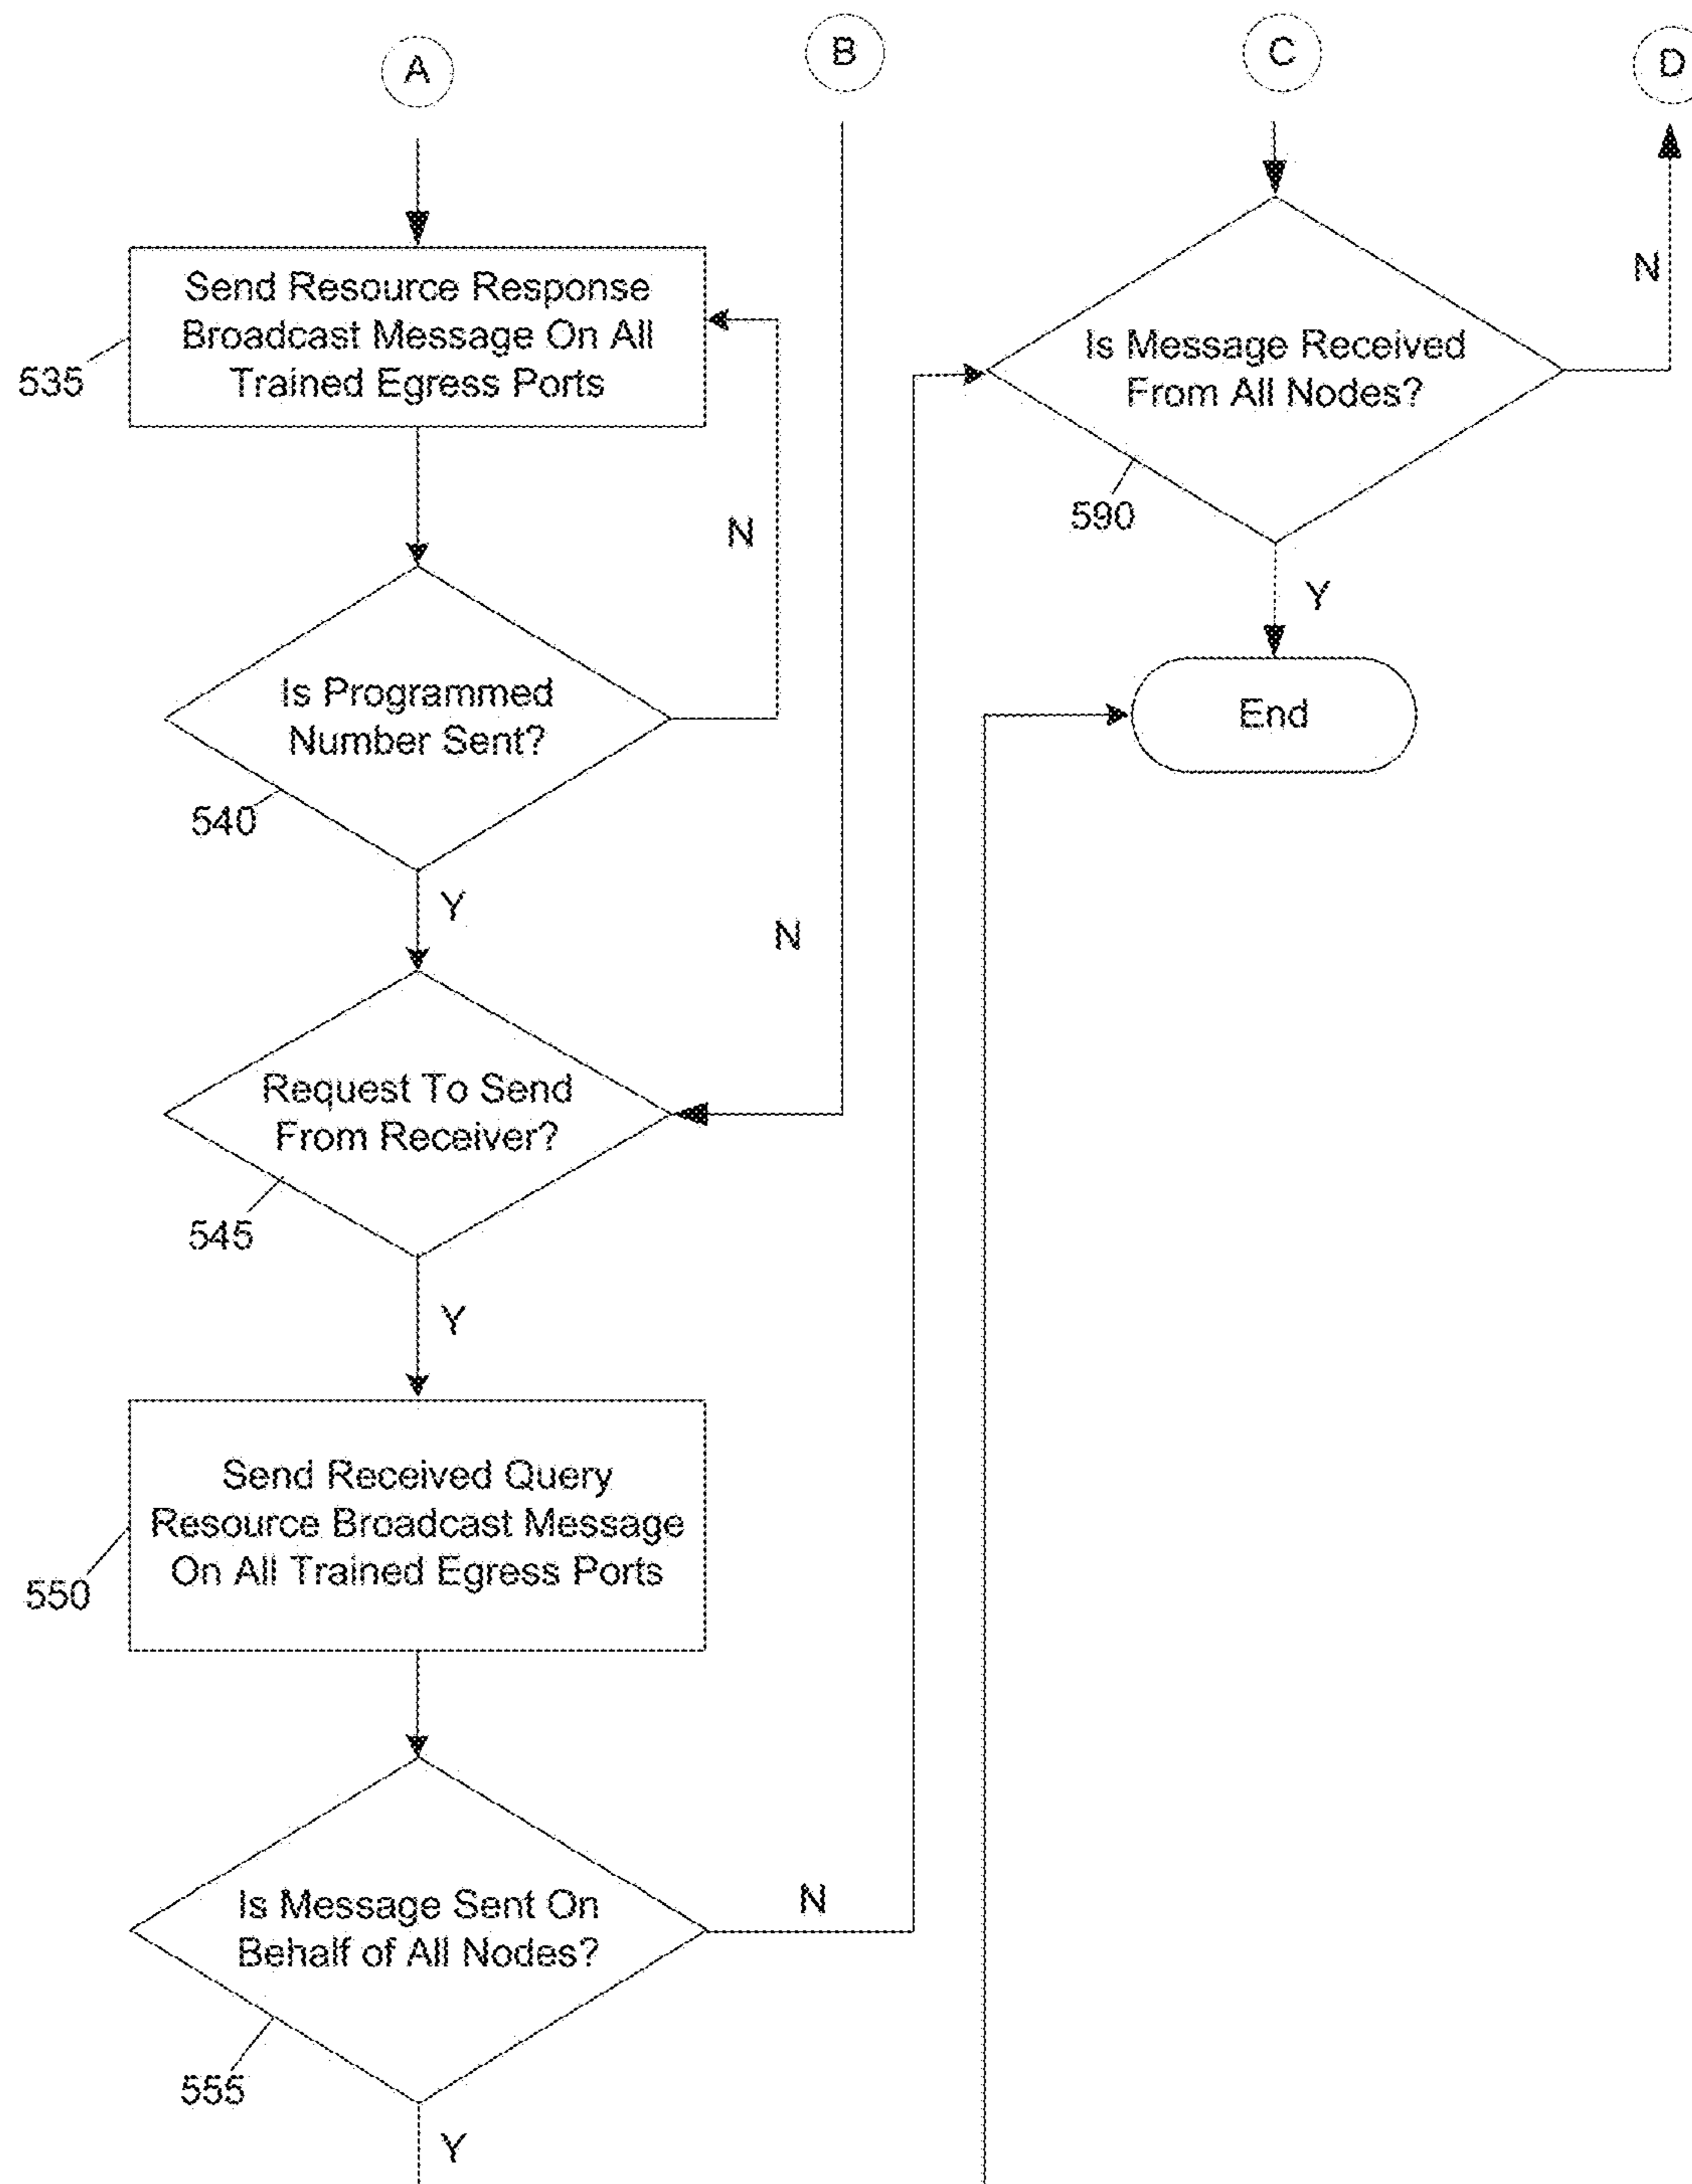 A
B
C
D
Send Resource Response
Broadcast Message On All
Trained Egress Ports
535
N
Is Programmed
Number Sent?
540
Y
N
Request To Send
From Receiver?
545
Y
Send Received Query
Resource Broadcast Message
On All Trained Egress Ports
550
Is Message Sent On
Behalf of All Nodes?
N
555
Y
Is Message Received
From All Nodes?
N
590
Y
End